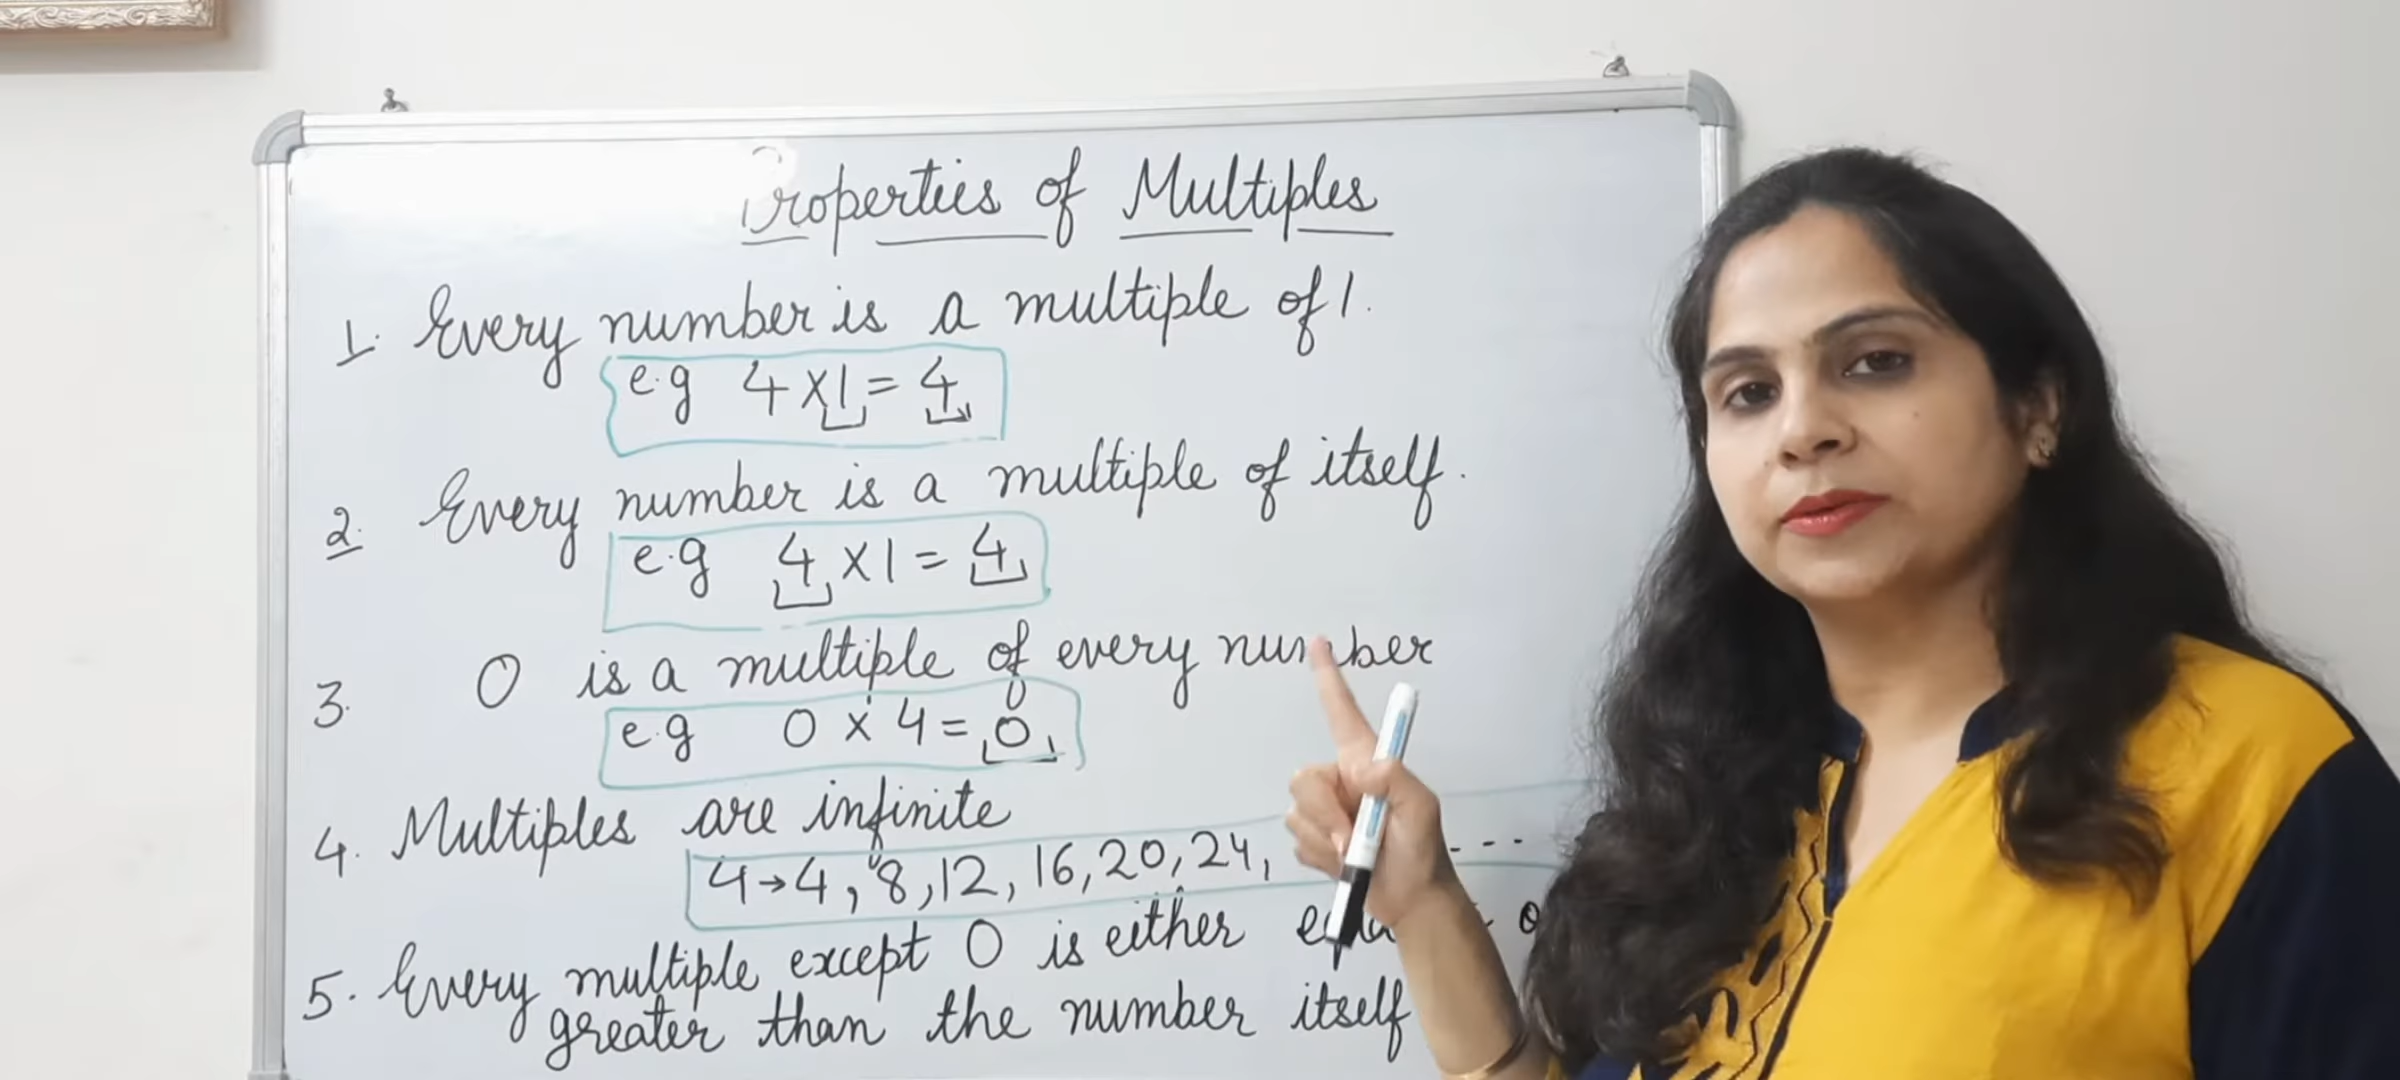 Properties of Multiples
1. Every number is a multiple of 1.
e.g 4 X 1 = 4
2. Every number is a multiple of itself.
e.g 4 X 1 = 4
3. 0 is a multiple of every number
e.g 0 X 4 = 0
4. Multiples are infinite
4→4, 8, 12, 16, 20, 24, ---
5. Every multiple except 0 is either
greater than the number itself